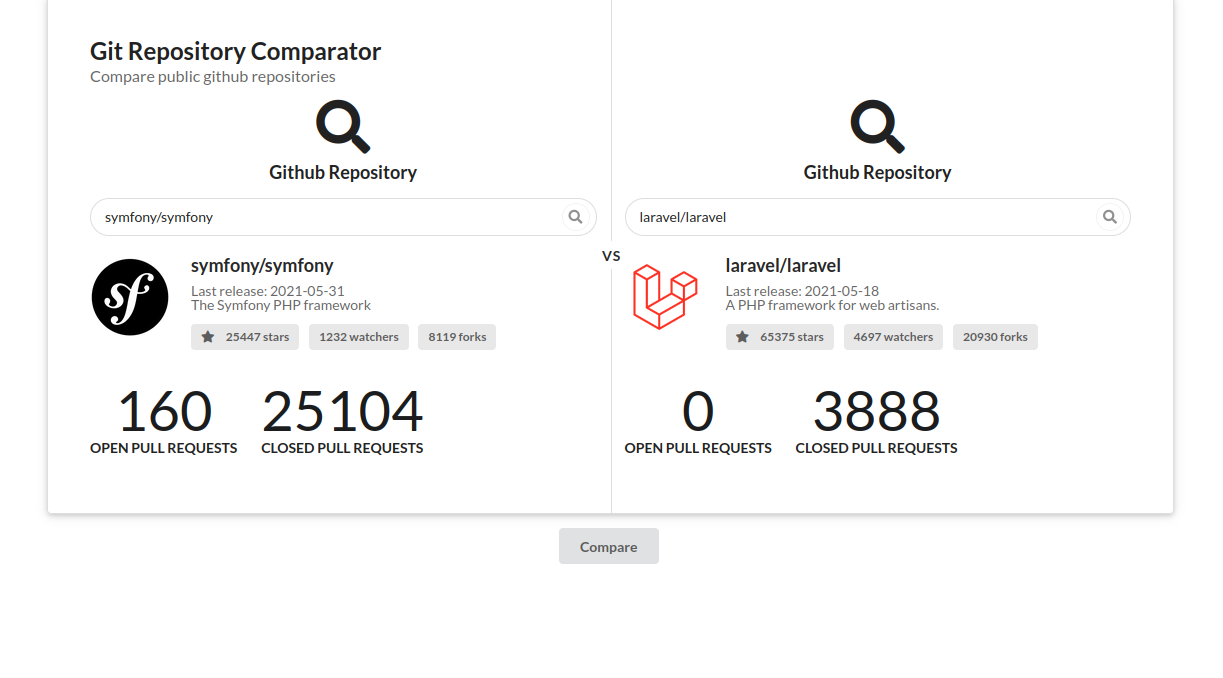 Git Repository Comparator
Compare public github repositories
Github Repository
symfony/symfony
symfony/symfony
Last release: 2021-05-31
The Symfony PHP framework
25447 stars
1232 watchers
8119 forks
160
OPEN PULL REQUESTS
25104
CLOSED PULL REQUESTS
VS
Github Repository
laravel/laravel
laravel/laravel
Last release: 2021-05-18
A PHP framework for web artisans.
65375 stars
4697 watchers
20930 forks
0
OPEN PULL REQUESTS
3888
CLOSED PULL REQUESTS
Compare